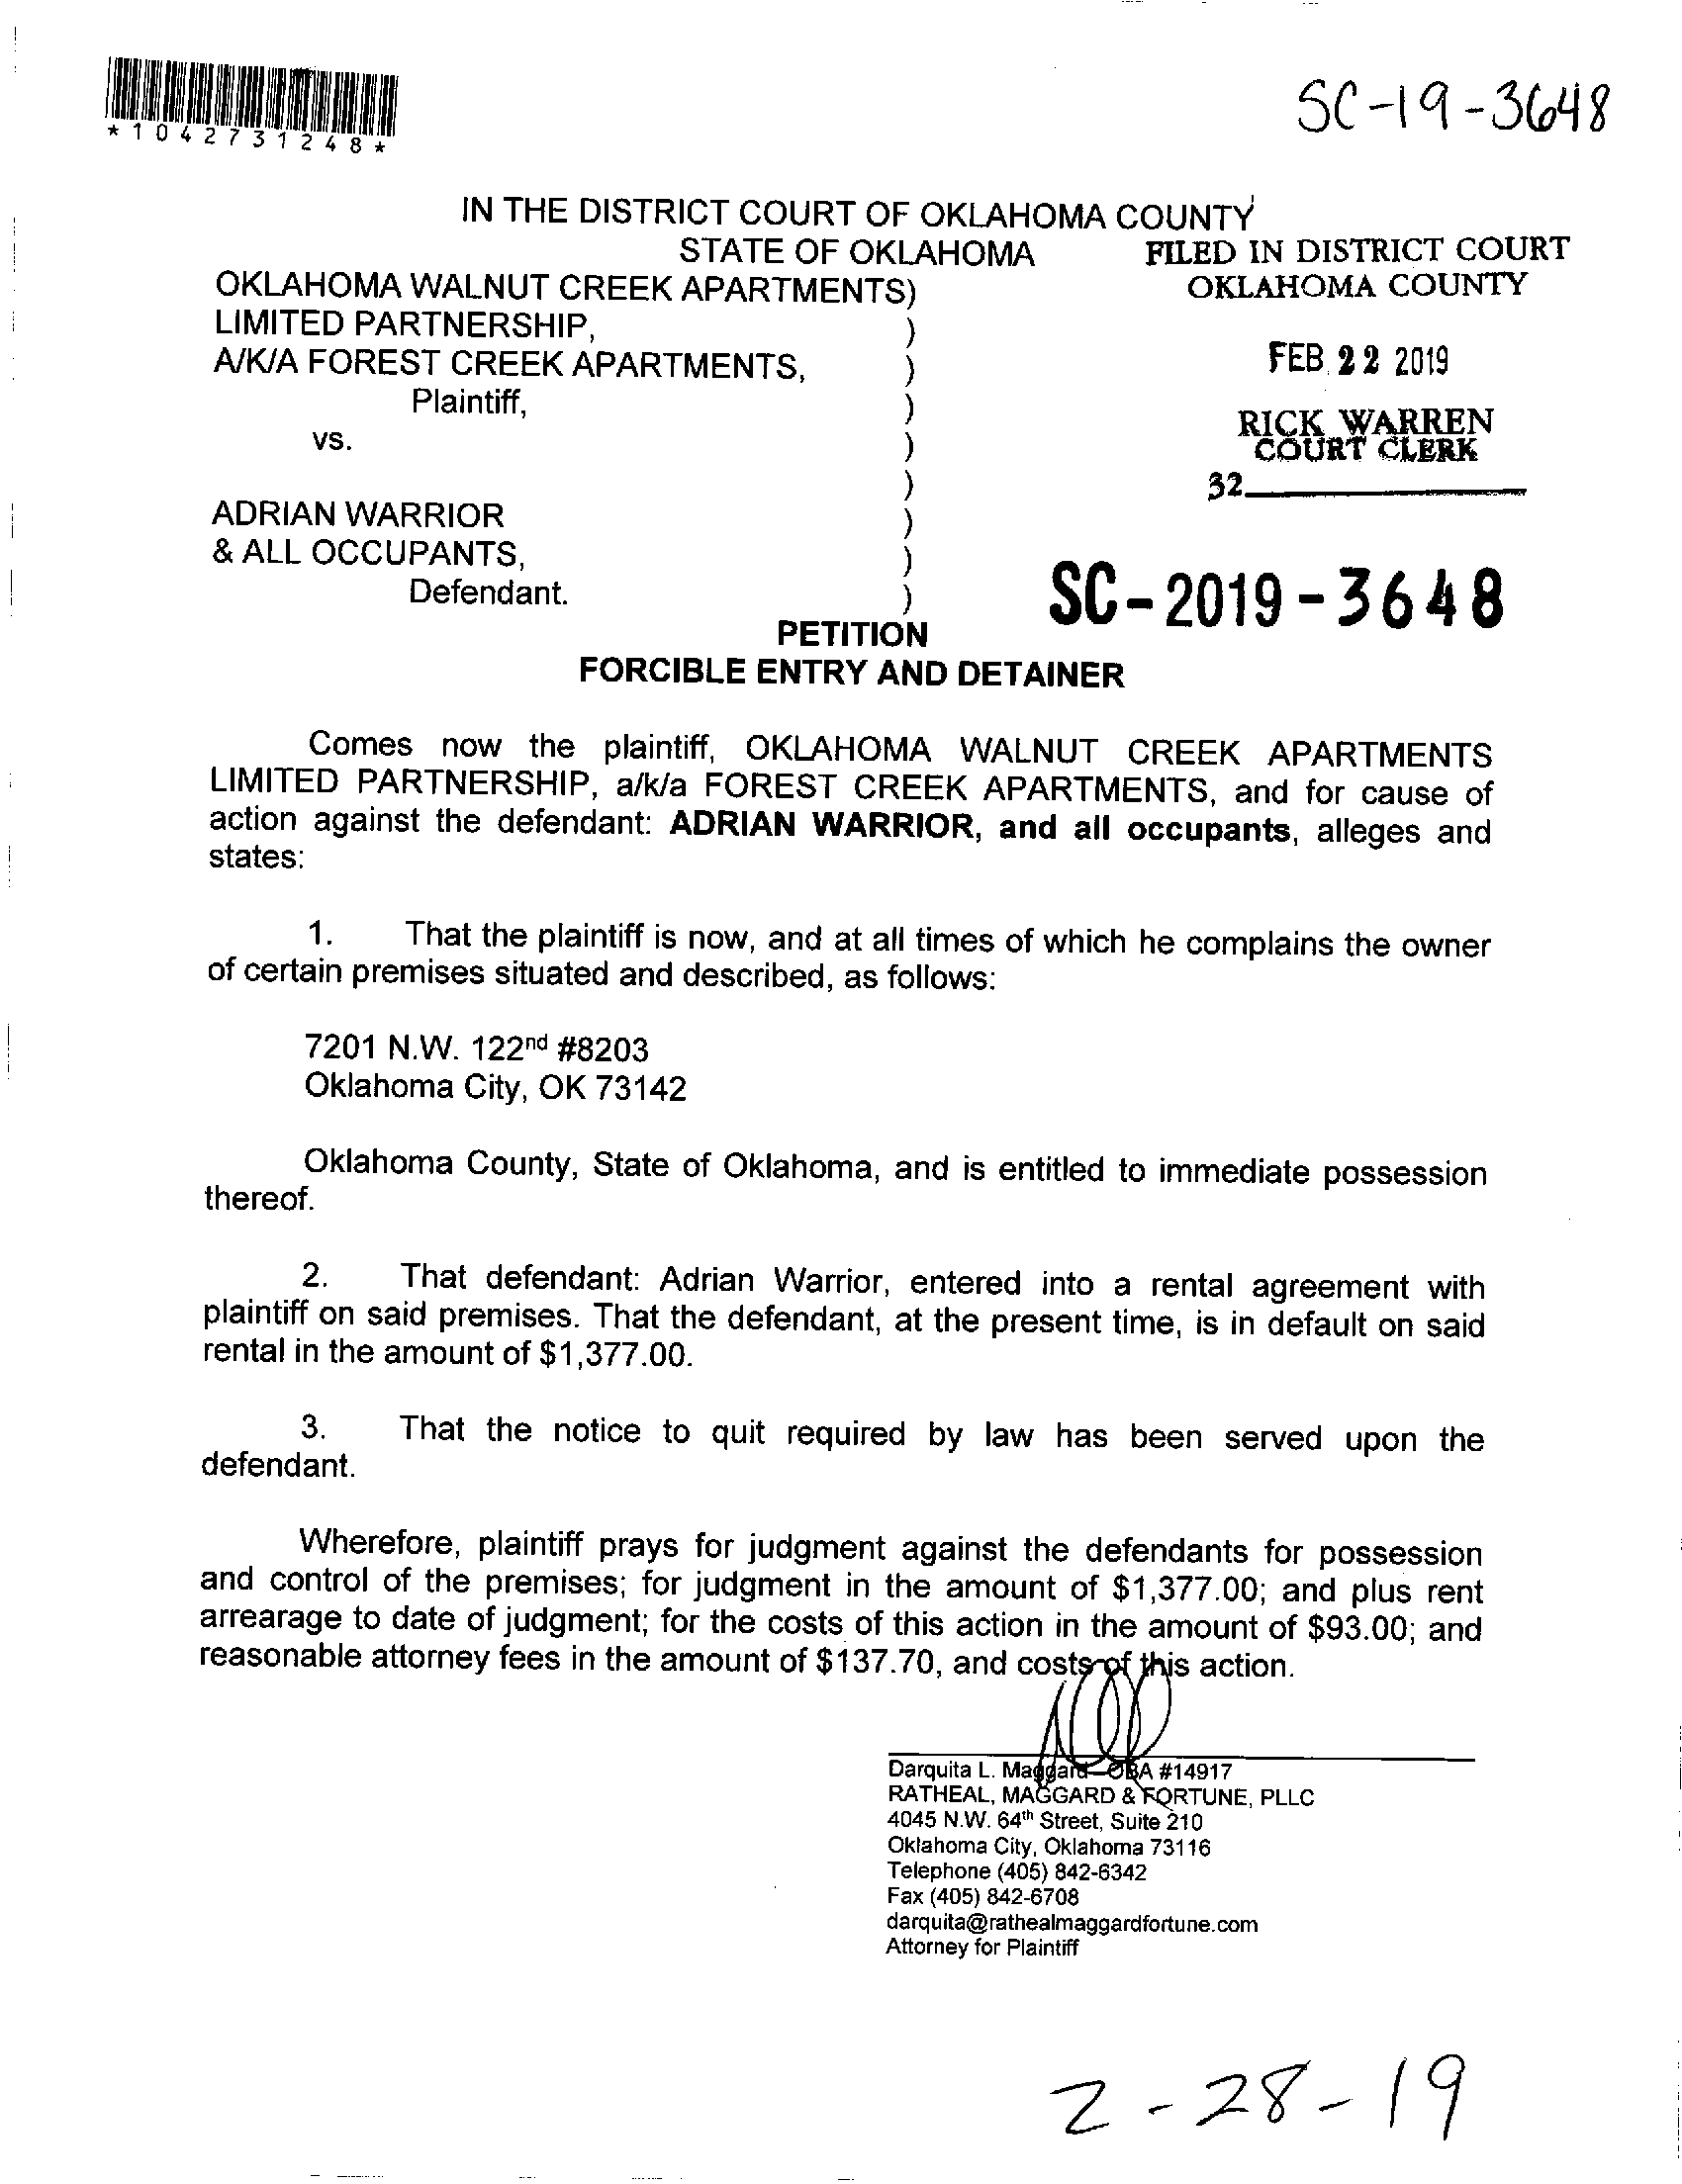 *1042731248*
SC-19-3648
IN THE DISTRICT COURT OF OKLAHOMA COUNTY
STATE OF OKLAHOMA
FILED IN DISTRICT COURT
OKLAHOMA COUNTY
FEB 22 2019
RICK WARREN
COURT CLERK
32
OKLAHOMA WALNUT CREEK APARTMENTS)
LIMITED PARTNERSHIP, )
A/K/A FOREST CREEK APARTMENTS, )
Plaintiff, )
vs. )
)
ADRIAN WARRIOR )
& ALL OCCUPANTS, )
Defendant. )
SC-2019-3648
PETITION
FORCIBLE ENTRY AND DETAINER
Comes now the plaintiff, OKLAHOMA WALNUT CREEK APARTMENTS
LIMITED PARTNERSHIP, a/k/a FOREST CREEK APARTMENTS, and for cause of
action against the defendant: ADRIAN WARRIOR, and all occupants, alleges and
states:
1. That the plaintiff is now, and at all times of which he complains the owner
of certain premises situated and described, as follows:
7201 N.W. 122nd #8203
Oklahoma City, OK 73142
Oklahoma County, State of Oklahoma, and is entitled to immediate possession
thereof.
2. That defendant: Adrian Warrior, entered into a rental agreement with
plaintiff on said premises. That the defendant, at the present time, is in default on said
rental in the amount of $1,377.00.
3. That the notice to quit required by law has been served upon the
defendant.
Wherefore, plaintiff prays for judgment against the defendants for possession
and control of the premises; for judgment in the amount of $1,377.00; and plus rent
arrearage to date of judgment; for the costs of this action in the amount of $93.00; and
reasonable attorney fees in the amount of $137.70, and costs of this action.
Darquita L. Maggard OBA #14917
RATHEAL, MAGGARD & FORTUNE, PLLC
4045 N.W. 64th Street, Suite 210
Oklahoma City, Oklahoma 73116
Telephone (405) 842-6342
Fax (405) 842-6708
darquita@rathealmaggardfortune.com
Attorney for Plaintiff
2-28-19